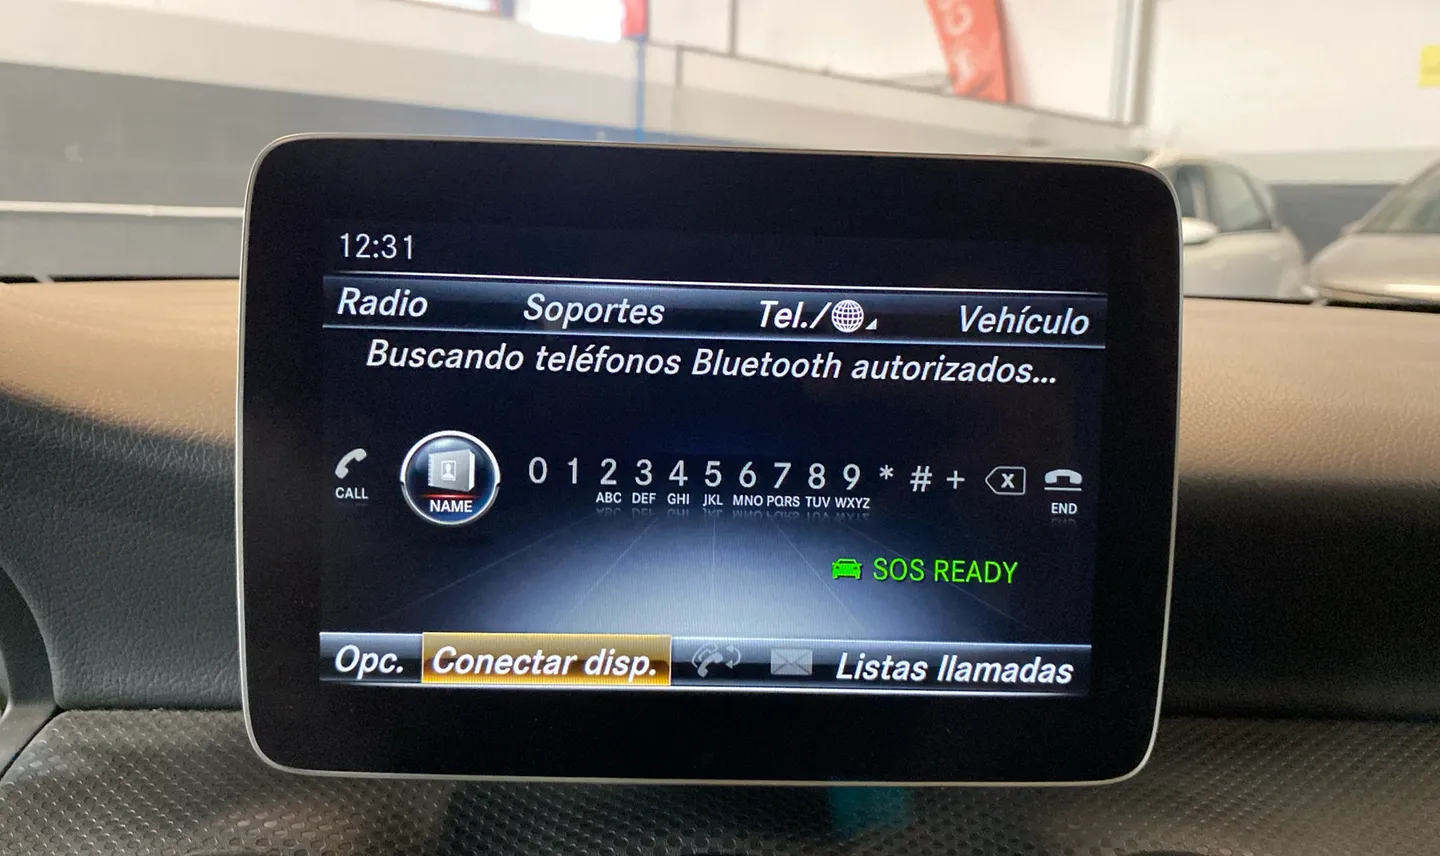 12:31
Radio Soportes Tel./ Vehículo
Buscando teléfonos Bluetooth autorizados...
0 1 2 3 4 5 6 7 8 9 * # + X
CALL NAME ABC DEF GHI JKL MNO PQRS TUV WXYZ END
SOS READY
Opc. Conectar disp. Listas llamadas